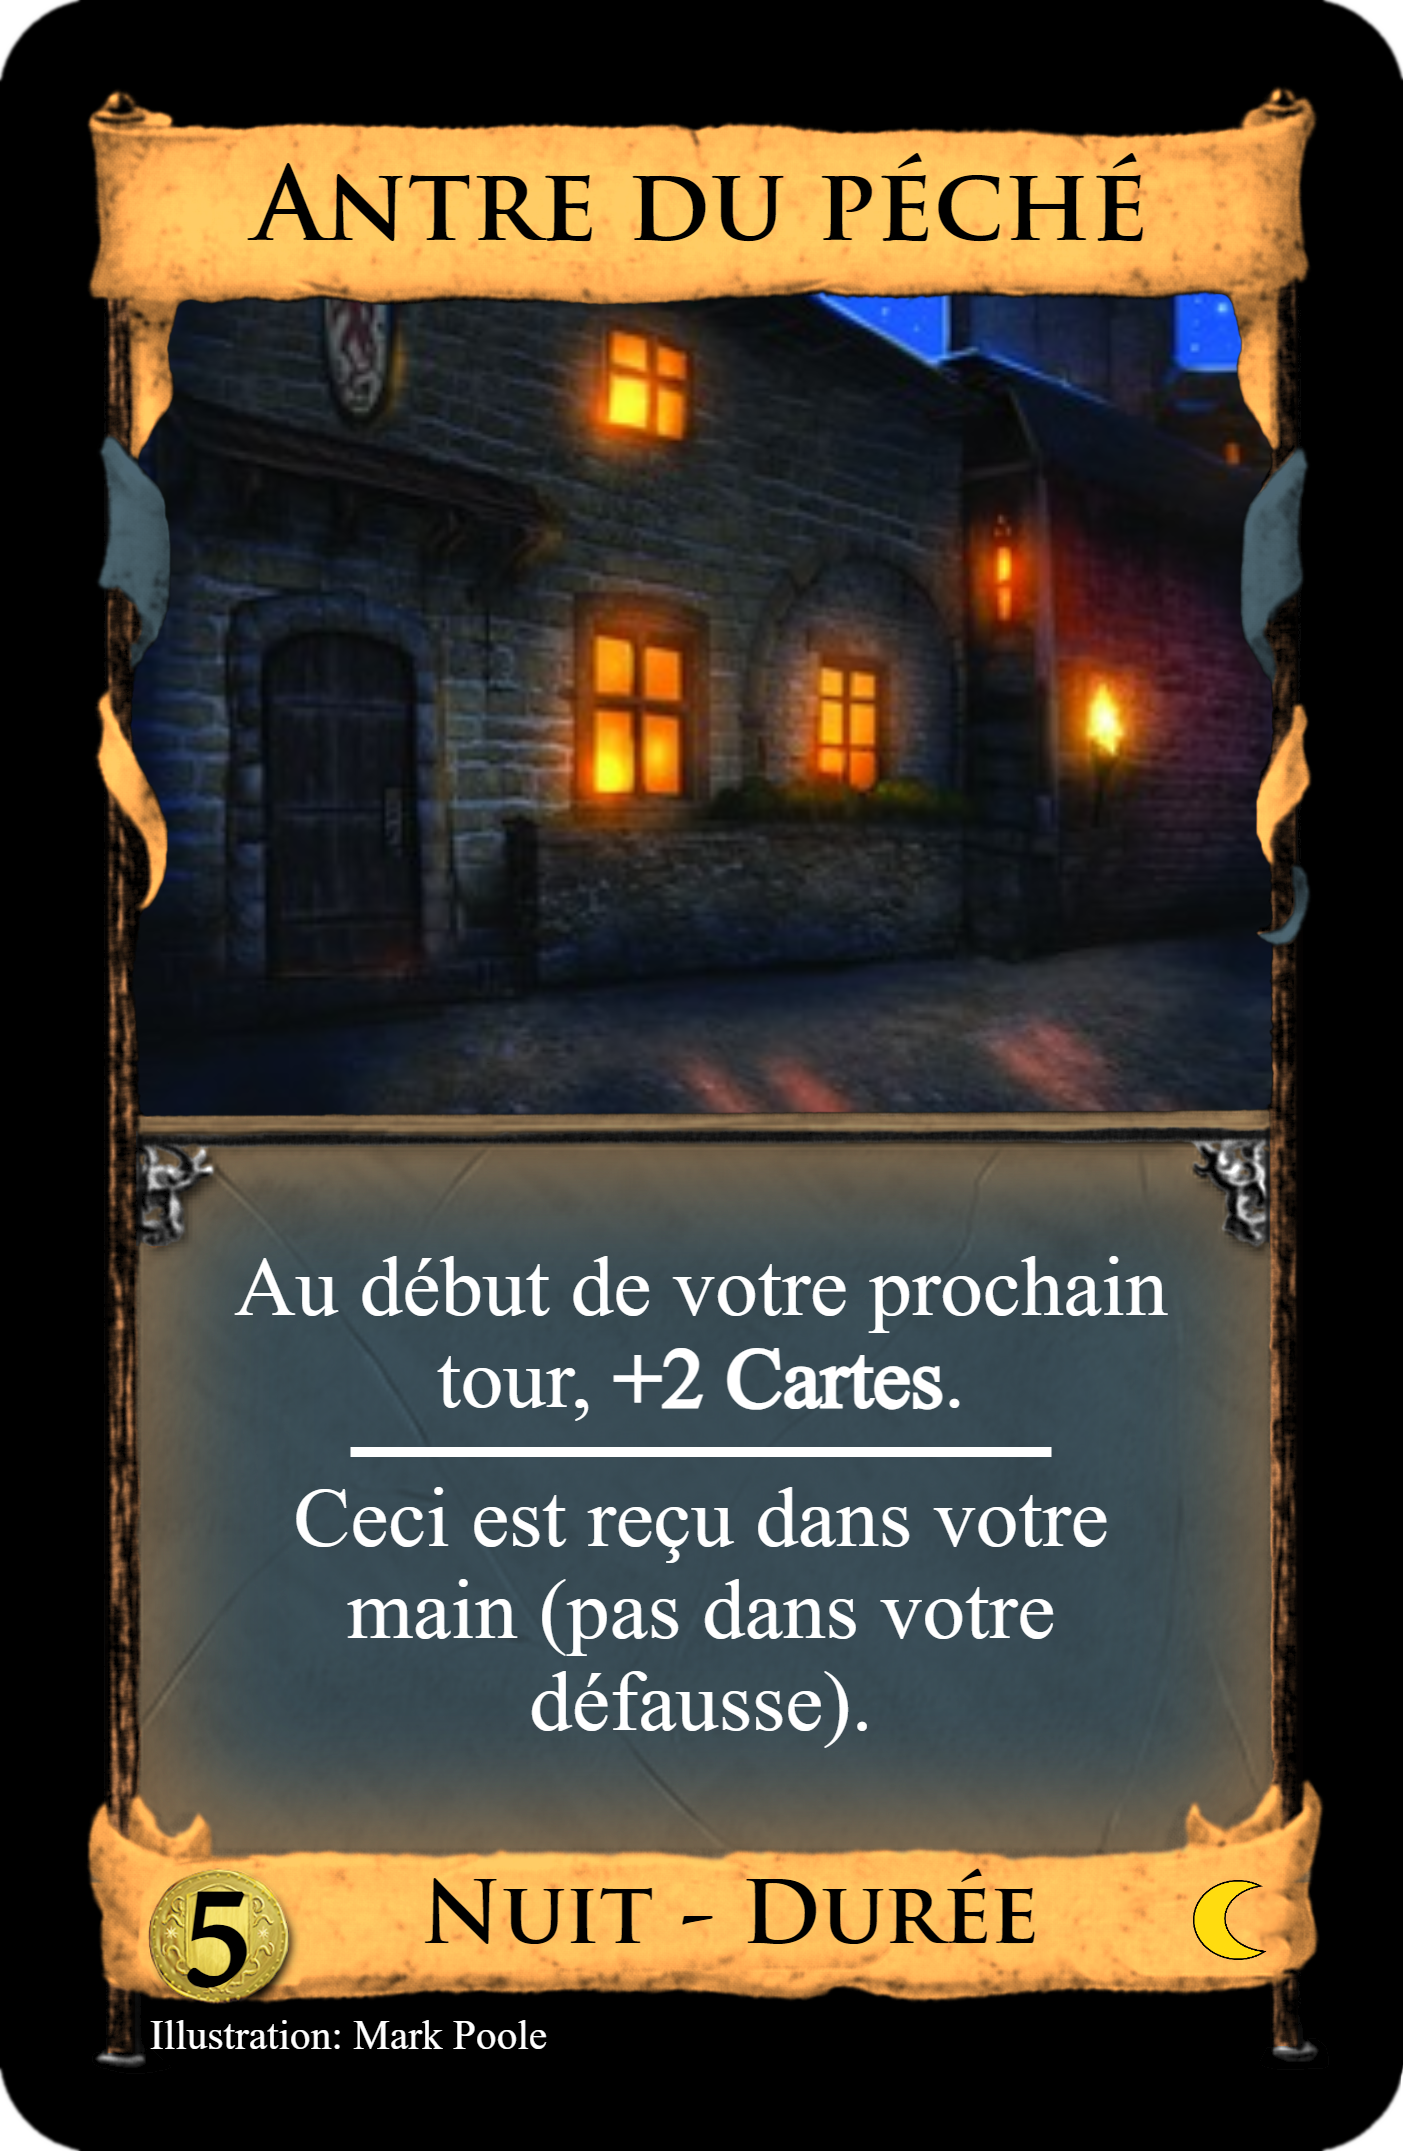 Antre du péché
Au début de votre prochain
tour, +2 Cartes.
Ceci est reçu dans votre
main (pas dans votre
défausse).
5
Nuit - Durée
Illustration: Mark Poole